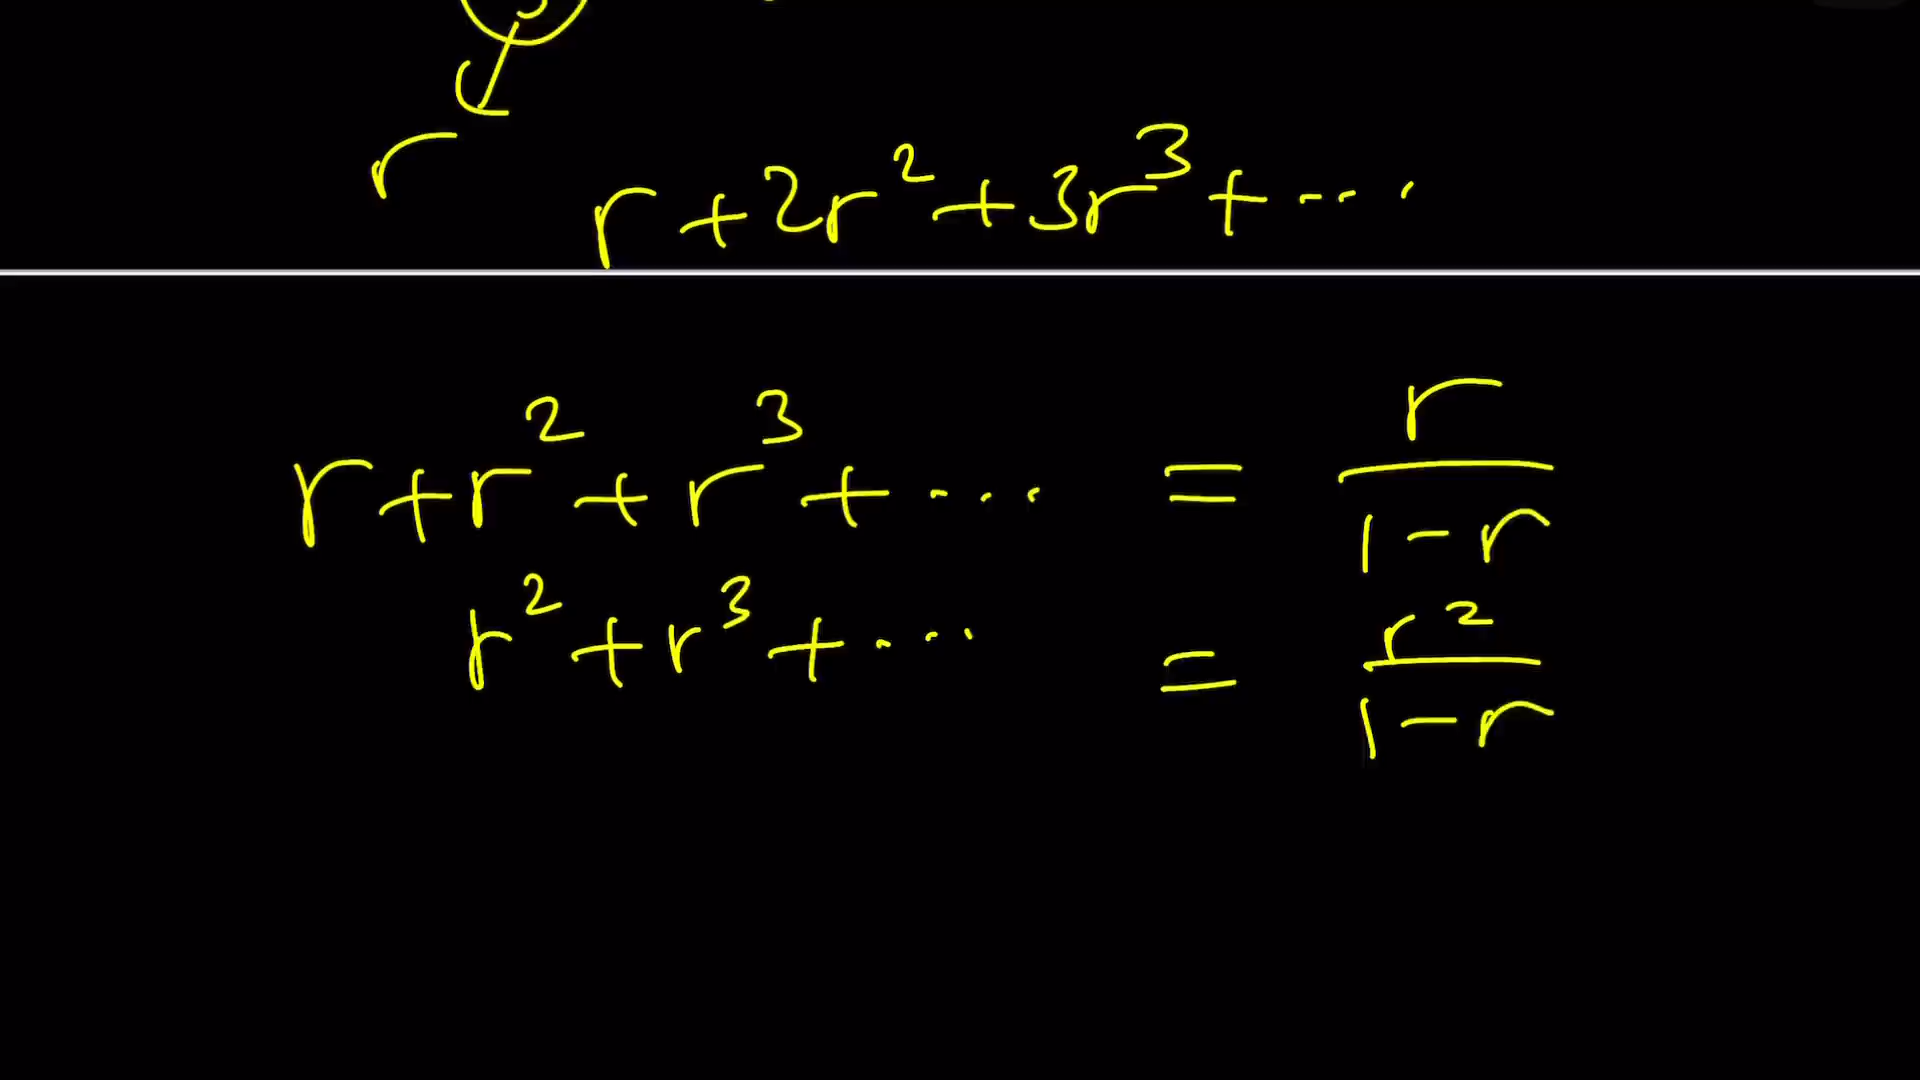 r
r + 2r² + 3r³ + ...
r + r² + r³ + ... = r/(1-r)
r² + r³ + ... = r²/(1-r)